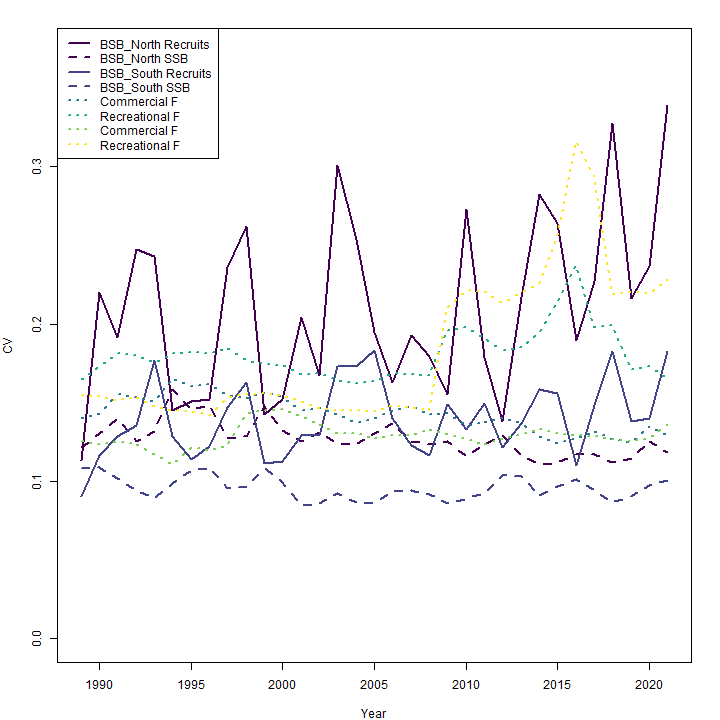 BSB_North Recruits
BSB_North SSB
BSB_South Recruits
BSB_South SSB
Commercial F
Recreational F
Commercial F
Recreational F
0.3
0.2
0.1
0.0
CV
1990 1995 2000 2005 2010 2015 2020
Year